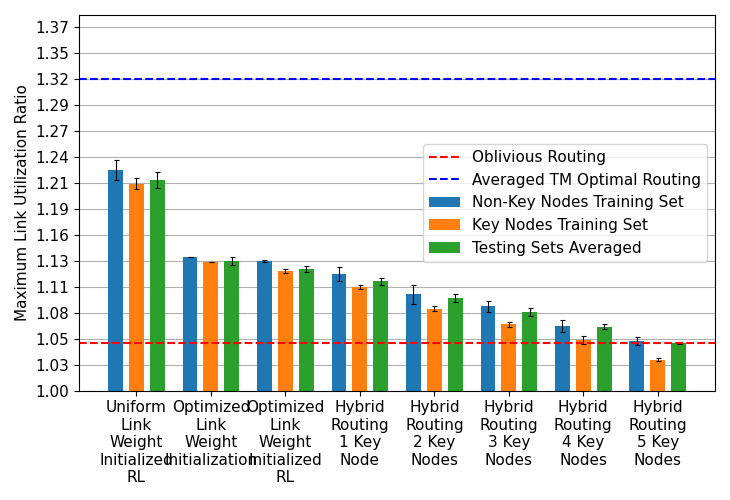 1.37
1.35
1.32
1.29
1.27
1.24
1.21
1.19
1.16
1.13
1.11
1.08
1.05
1.03
1.00
Maximum Link Utilization Ratio
Oblivious Routing
Averaged TM Optimal Routing
Non-Key Nodes Training Set
Key Nodes Training Set
Testing Sets Averaged
Uniform
Link
Weight
Initialized
RL
Optimized
Link
Weight
Initialization
Optimized
Link
Weight
Initialized
RL
Hybrid
Routing
1 Key
Node
Hybrid
Routing
2 Key
Nodes
Hybrid
Routing
3 Key
Nodes
Hybrid
Routing
4 Key
Nodes
Hybrid
Routing
5 Key
Nodes